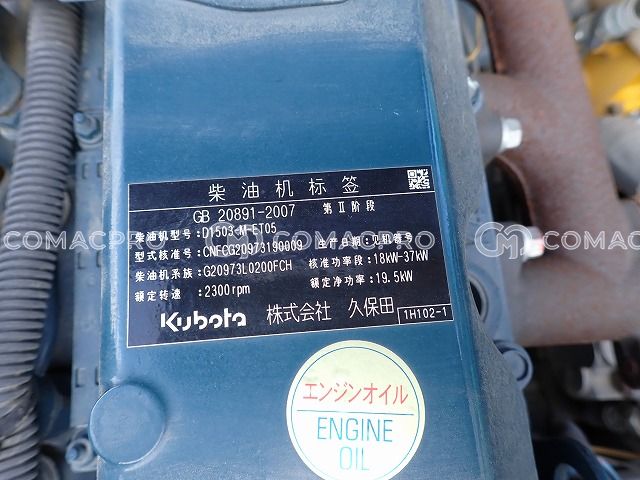 柴油机标签
GB 20891-2007 第Ⅱ阶段
柴油机型号: D1503-M-ET05
型式核准号: CNFCG20973190009 生产日期: 见机箱号
柴油机系族: G20973L0200FCH 核准功率段: 18kW-37kW
额定转速: 2300rpm 额定净功率: 19.5kW
Kubota 株式会社 久保田 1H102-1
エンジンオイル
ENGINE
OIL
COMACPRO COMACPRO COMACPRO